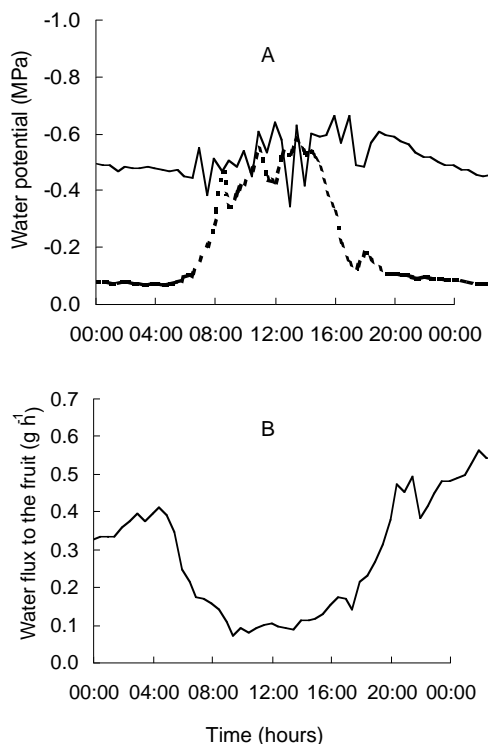 A
Water potential (MPa)
-1.0
-0.8
-0.6
-0.4
-0.2
0.0
00:00 04:00 08:00 12:00 16:00 20:00 00:00
B
Water flux to the fruit (g h-1)
0.7
0.6
0.5
0.4
0.3
0.2
0.1
0.0
00:00 04:00 08:00 12:00 16:00 20:00 00:00
Time (hours)